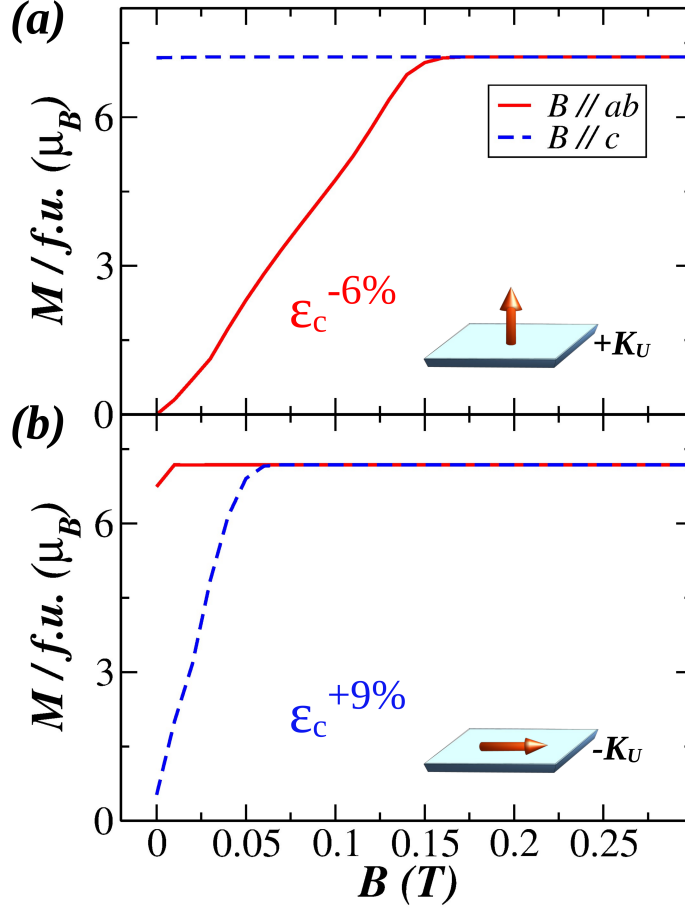 (a)
M / f.u. (μB)
6
3
0
B // ab
B // c
εc-6%
+KU
(b)
M / f.u. (μB)
6
3
0
εc+9%
-KU
0 0.05 0.1 0.15 0.2 0.25
B (T)